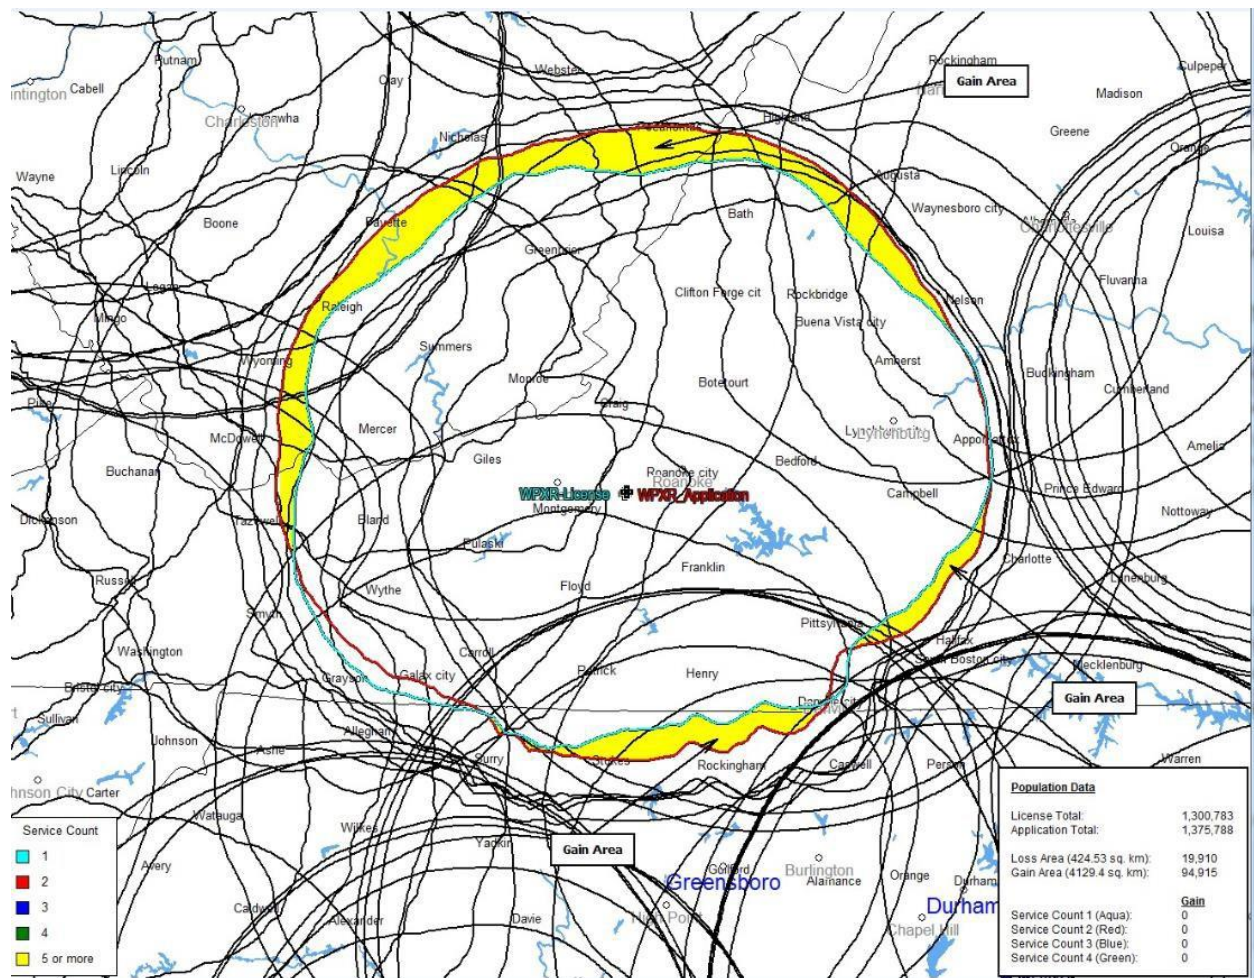 Putnam
Webster
Rockingham
Culpeper
Clay
Gain Area
Cabell
Madison
Charleston
Greene
Nicholas
Highland
Orange
Lincoln
Wayne
Augusta
Boone
Fayette
Bath
Waynesboro city
Charlottesville
Louisa
Greenbrier
Fluvanna
Logan
Raleigh
Clifton Forge cit
Rockbridge
Nelson
Mingo
Buena Vista city
Summers
Wyoming
Amherst
Buckingham
Monroe
Botetourt
Cumberland
Pike
Craig
Mercer
McDowell
Lynchburg
Appomattox
Amelia
Giles
Bedford
Buchanan
Roanoke city
Roanoke
WPXR-License
WPXR_Application
Campbell
Prince Edward
Montgomery
Nottoway
Dickenson
Tazewell
Bland
Pulaski
Charlotte
Franklin
Russell
Wythe
Floyd
Lunenburg
Smyth
Pittsylvania
Halifax
Washington
Carroll
South Boston city
Mecklenburg
Patrick
Henry
Grayson
Galax city
Bristol city
Gain Area
Danville city
Sullivan
Alleghany
Johnson
Ashe
Surry
Stokes
Rockingham
Caswell
Person
Warren
Carter
Watauga
Wilkes
Yadkin
Gain Area
Avery
Guilford
Burlington
Alamance
Orange
Durham
Greensboro
Durham
Caldwell
Alexander
Davie
High Point
Chapel Hill
Service Count
1
2
3
4
5 or more
Population Data
License Total: 1,300,783
Application Total: 1,375,788
Loss Area (424.53 sq. km): 19,910
Gain Area (4129.4 sq. km): 94,915
Gain
Service Count 1 (Aqua): 0
Service Count 2 (Red): 0
Service Count 3 (Blue): 0
Service Count 4 (Green): 0